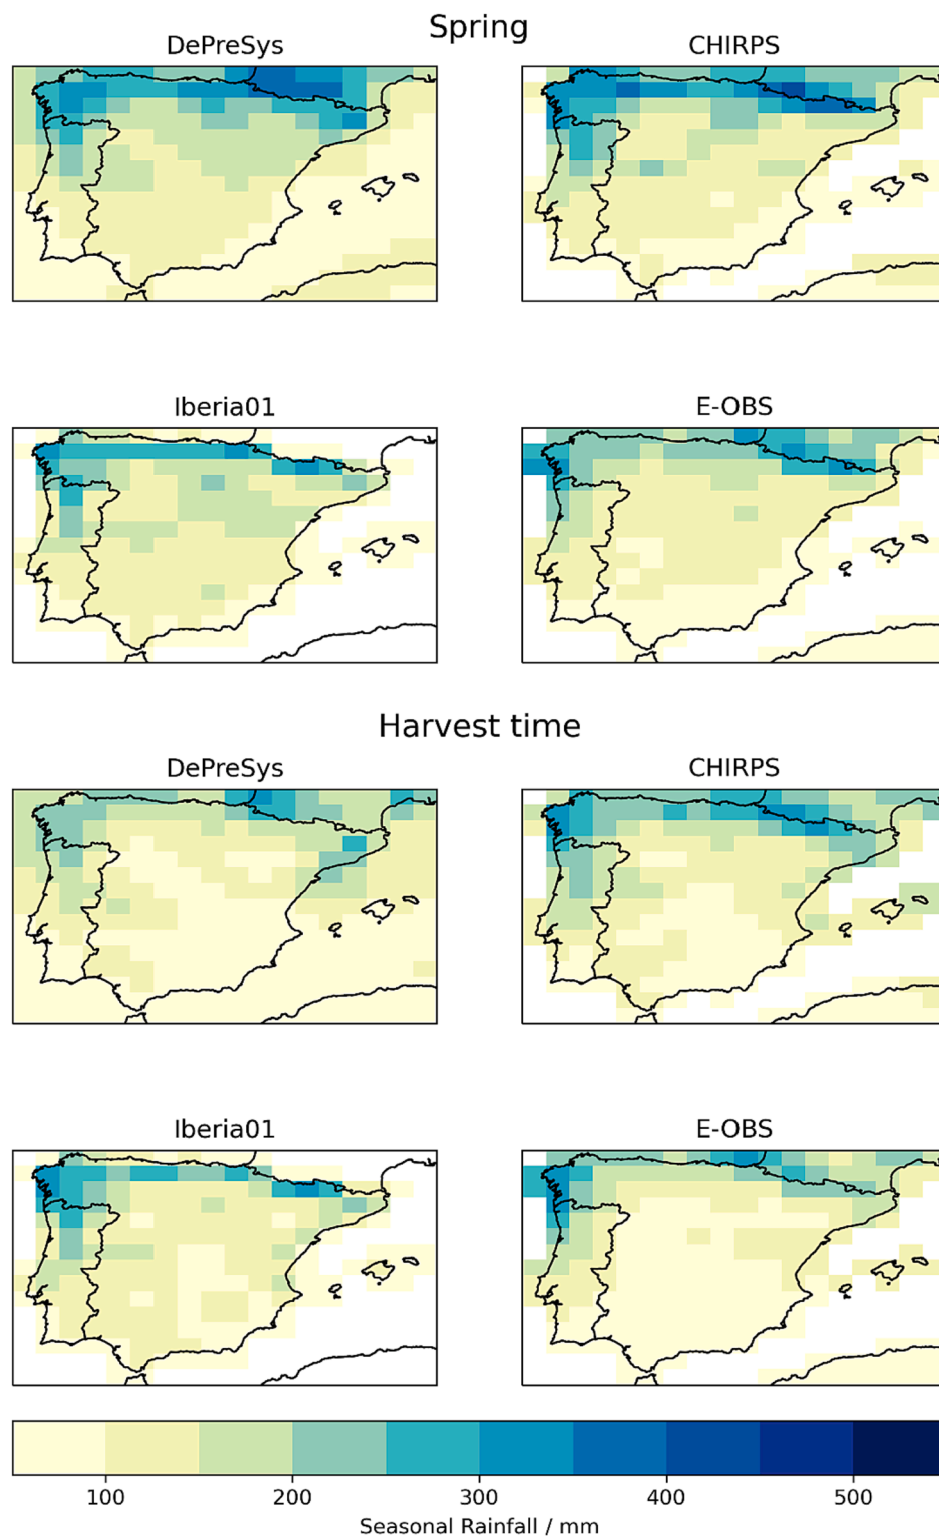 Spring
DePreSys CHIRPS
Iberia01 E-OBS
Harvest time
DePreSys CHIRPS
Iberia01 E-OBS
100 200 300 400 500
Seasonal Rainfall / mm